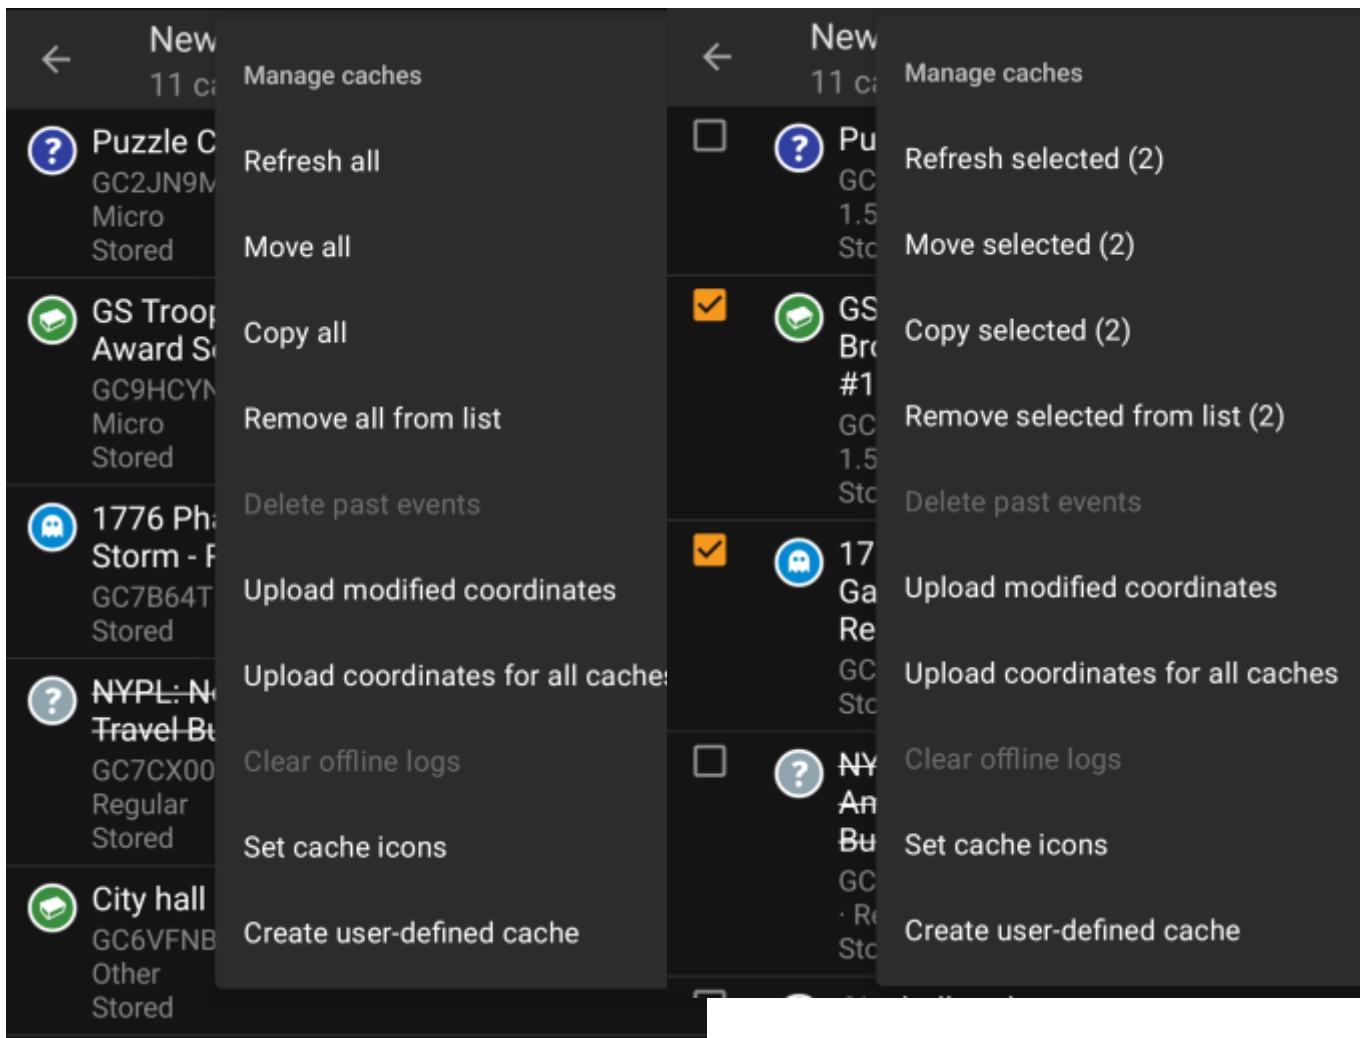 New
11 ca
Manage caches
Puzzle C
GC2JN9M
Micro
Stored
GS Troop
Award Se
GC9HCYN
Micro
Stored
1776 Pha
Storm - F
GC7B64T
Stored
NYPL: Ne
Travel Bu
GC7CX00
Regular
Stored
City hall
GC6VFNB
Other
Stored
Refresh all
Move all
Copy all
Remove all from list
Delete past events
Upload modified coordinates
Upload coordinates for all caches
Clear offline logs
Set cache icons
Create user-defined cache
New
11 ca
Manage caches
Pu
GC
1.5
Sto
GS
Bro
#1
GC
1.5
Sto
17
Ga
Re
GC
Sto
NY
Am
Bu
GC
· Re
Sto
Refresh selected (2)
Move selected (2)
Copy selected (2)
Remove selected from list (2)
Delete past events
Upload modified coordinates
Upload coordinates for all caches
Clear offline logs
Set cache icons
Create user-defined cache